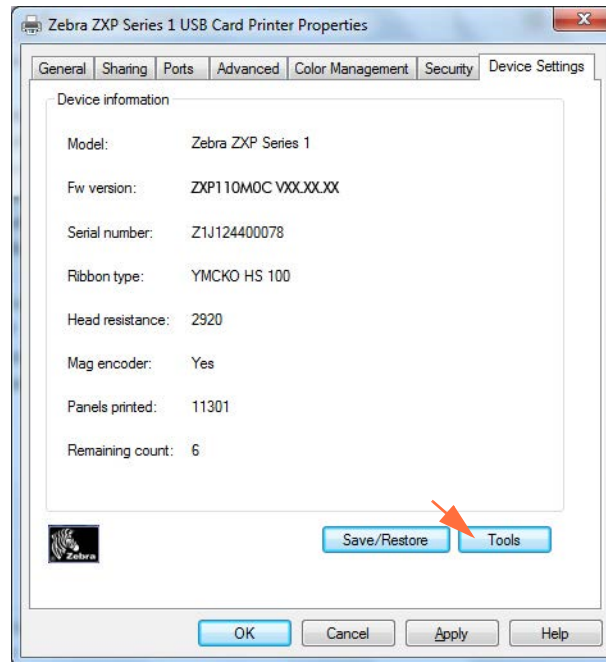 Zebra ZXP Series 1 USB Card Printer Properties
General Sharing Ports Advanced Color Management Security Device Settings
Device information
Model: Zebra ZXP Series 1
Fw version: ZXP110M0C VXX.XX.XX
Serial number: Z1J124400078
Ribbon type: YMCKO HS 100
Head resistance: 2920
Mag encoder: Yes
Panels printed: 11301
Remaining count: 6
Zebra
Save/Restore Tools
OK Cancel Apply Help